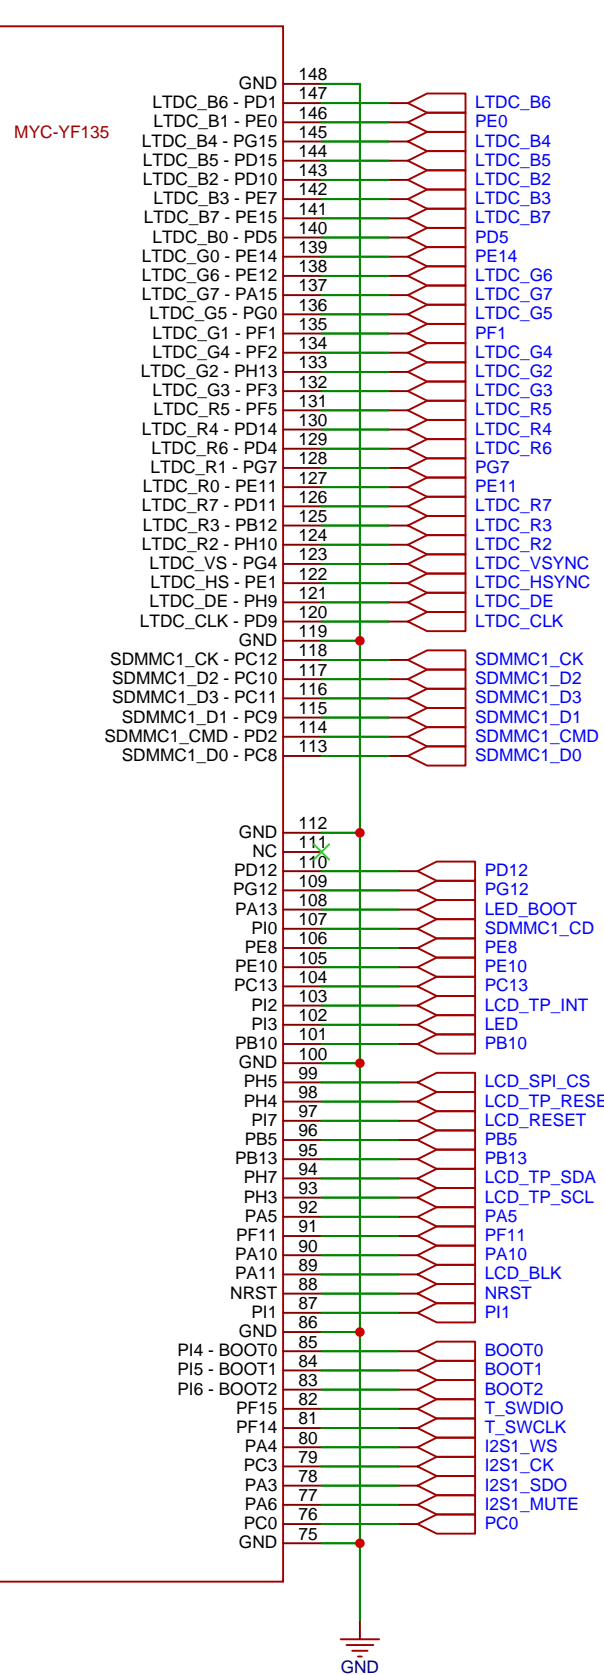 MYC-YF135
GND 148
LTDC_B6 - PD1 147 LTDC_B6
LTDC_B1 - PE0 146 PE0
LTDC_B4 - PG15 145 LTDC_B4
LTDC_B5 - PD15 144 LTDC_B5
LTDC_B2 - PD10 143 LTDC_B2
LTDC_B3 - PE7 142 LTDC_B3
LTDC_B7 - PE15 141 LTDC_B7
LTDC_B0 - PD5 140 PD5
LTDC_G0 - PE14 139 PE14
LTDC_G6 - PE12 138 LTDC_G6
LTDC_G7 - PA15 137 LTDC_G7
LTDC_G5 - PG0 136 LTDC_G5
LTDC_G1 - PF1 135 PF1
LTDC_G4 - PF2 134 LTDC_G4
LTDC_G2 - PH13 133 LTDC_G2
LTDC_G3 - PF3 132 LTDC_G3
LTDC_R5 - PF5 131 LTDC_R5
LTDC_R4 - PD14 130 LTDC_R4
LTDC_R6 - PD4 129 LTDC_R6
LTDC_R1 - PG7 128 PG7
LTDC_R0 - PE11 127 PE11
LTDC_R7 - PD11 126 LTDC_R7
LTDC_R3 - PB12 125 LTDC_R3
LTDC_R2 - PH10 124 LTDC_R2
LTDC_VS - PG4 123 LTDC_VSYNC
LTDC_HS - PE1 122 LTDC_HSYNC
LTDC_DE - PH9 121 LTDC_DE
LTDC_CLK - PD9 120 LTDC_CLK
GND 119
SDMMC1_CK - PC12 118 SDMMC1_CK
SDMMC1_D2 - PC10 117 SDMMC1_D2
SDMMC1_D3 - PC11 116 SDMMC1_D3
SDMMC1_D1 - PC9 115 SDMMC1_D1
SDMMC1_CMD - PD2 114 SDMMC1_CMD
SDMMC1_D0 - PC8 113 SDMMC1_D0
GND 112
NC 111
PD12 110 PD12
PG12 109 PG12
PA13 108 LED_BOOT
PI0 107 SDMMC1_CD
PE8 106 PE8
PE10 105 PE10
PC13 104 PC13
PI2 103 LCD_TP_INT
PI3 102 LED
PB10 101 PB10
GND 100
PH5 99 LCD_SPI_CS
PH4 98 LCD_TP_RESE
PI7 97 LCD_RESET
PB5 96 PB5
PB13 95 PB13
PH7 94 LCD_TP_SDA
PH3 93 LCD_TP_SCL
PA5 92 PA5
PF11 91 PF11
PA10 90 PA10
PA11 89 LCD_BLK
NRST 88 NRST
PI1 87 PI1
GND 86
PI4 - BOOT0 85 BOOT0
PI5 - BOOT1 84 BOOT1
PI6 - BOOT2 83 BOOT2
PF15 82 T_SWDIO
PF14 81 T_SWCLK
PA4 80 I2S1_WS
PC3 79 I2S1_CK
PA3 78 I2S1_SDO
PA6 77 I2S1_MUTE
PC0 76 PC0
GND 75
GND